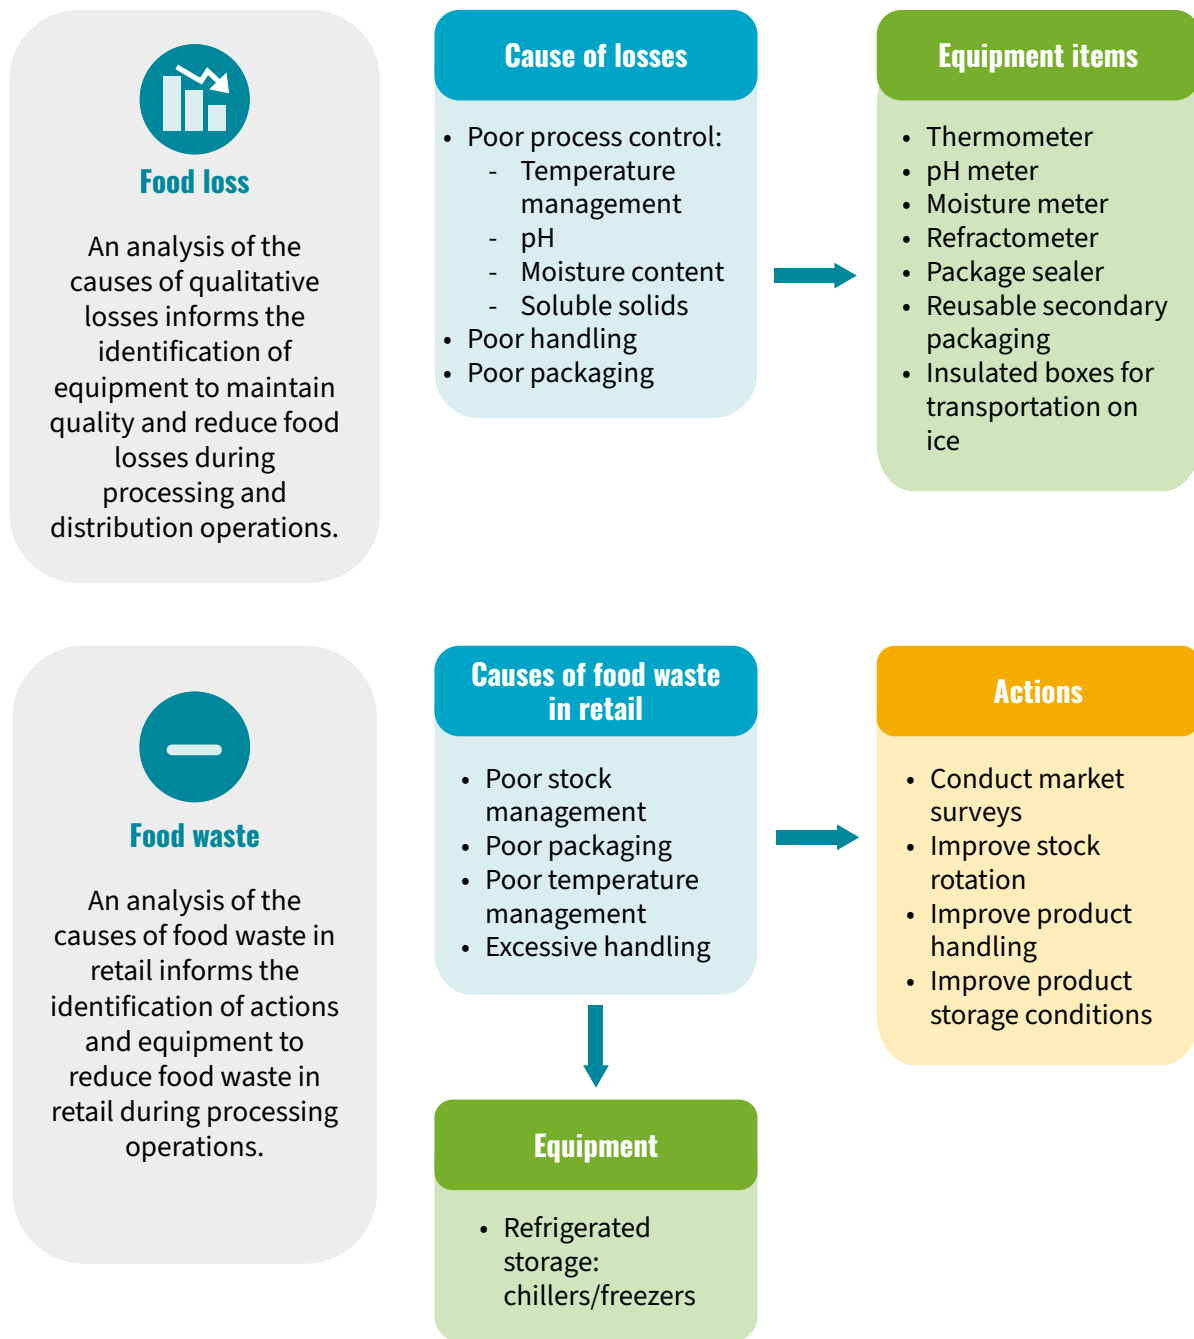 Food loss
An analysis of the
causes of qualitative
losses informs the
identification of
equipment to maintain
quality and reduce food
losses during
processing and
distribution operations.
Cause of losses
• Poor process control:
- Temperature
management
- pH
- Moisture content
- Soluble solids
• Poor handling
• Poor packaging
Equipment items
• Thermometer
• pH meter
• Moisture meter
• Refractometer
• Package sealer
• Reusable secondary
packaging
• Insulated boxes for
transportation on
ice
Food waste
An analysis of the
causes of food waste in
retail informs the
identification of actions
and equipment to
reduce food waste in
retail during processing
operations.
Causes of food waste
in retail
• Poor stock
management
• Poor packaging
• Poor temperature
management
• Excessive handling
Actions
• Conduct market
surveys
• Improve stock
rotation
• Improve product
handling
• Improve product
storage conditions
Equipment
• Refrigerated
storage:
chillers/freezers